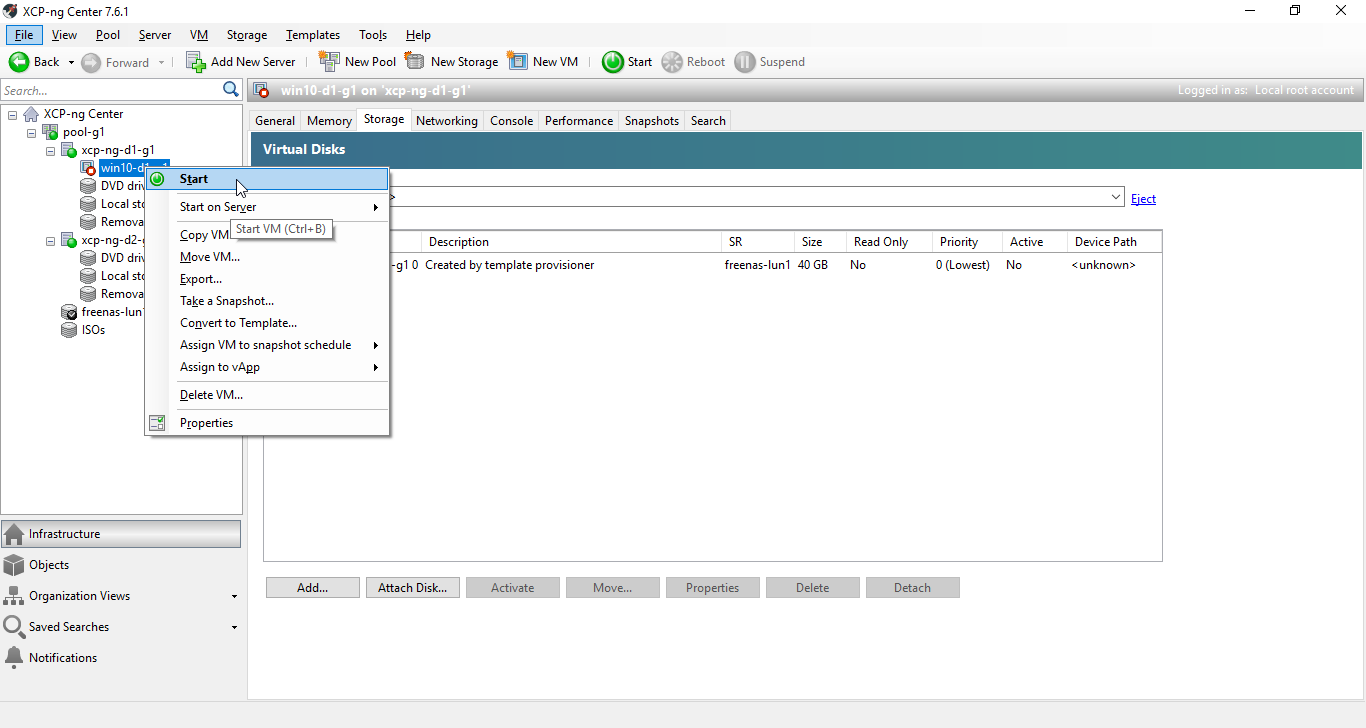 XCP-ng Center 7.6.1
File View Pool Server VM Storage Templates Tools Help
Back Forward Add New Server New Pool New Storage New VM Start Reboot Suspend
Search...
win10-d1-g1 on 'xcp-ng-d1-g1' Logged in as: Local root account
XCP-ng Center
pool-g1
xcp-ng-d1-g1
win10-d1-g1
DVD driv
Local sto
Remova
xcp-ng-d2-g
DVD driv
Local sto
Remova
freenas-lun1
ISOs
General Memory Storage Networking Console Performance Snapshots Search
Virtual Disks
> Eject
Description SR Size Read Only Priority Active Device Path
-g1 0 Created by template provisioner freenas-lun1 40 GB No 0 (Lowest) No <unknown>
Start
Start on Server
Start VM (Ctrl+B)
Copy VM
Move VM...
Export...
Take a Snapshot...
Convert to Template...
Assign VM to snapshot schedule
Assign to vApp
Delete VM...
Properties
Add... Attach Disk... Activate Move... Properties Delete Detach
Infrastructure
Objects
Organization Views
Saved Searches
Notifications